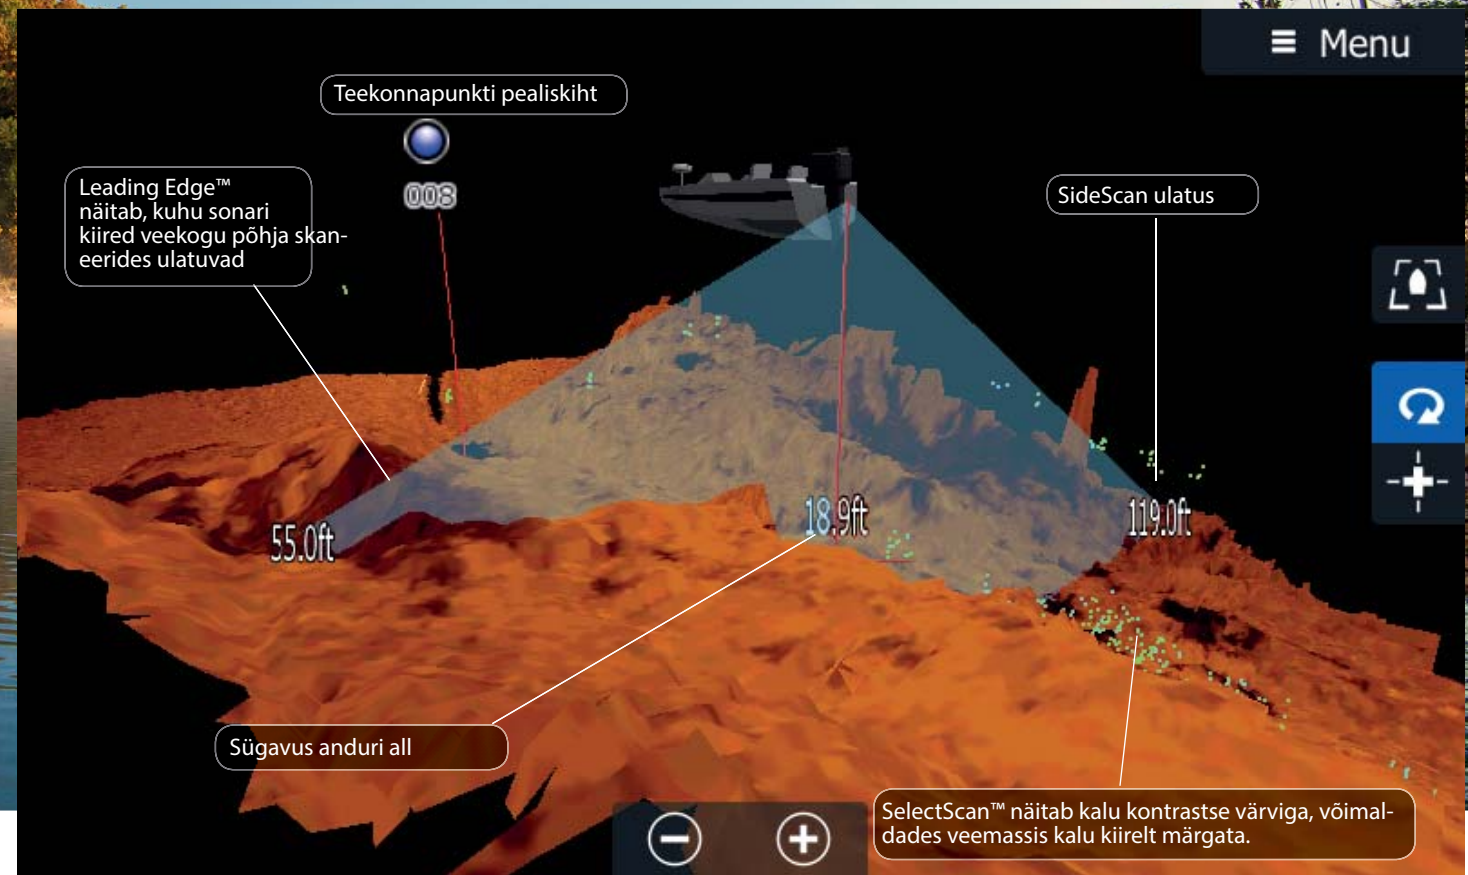 Menu
Teekonnapunkti pealiskiht
008
Leading Edge™
näitab, kuhu sonari
kiired veekogu põhja skan-
eerides ulatuvad
SideScan ulatus
55.0ft
18.9ft
119.0ft
Sügavus anduri all
SelectScan™ näitab kalu kontrastse värviga, võimal-
dades veemassis kalu kiirelt märgata.